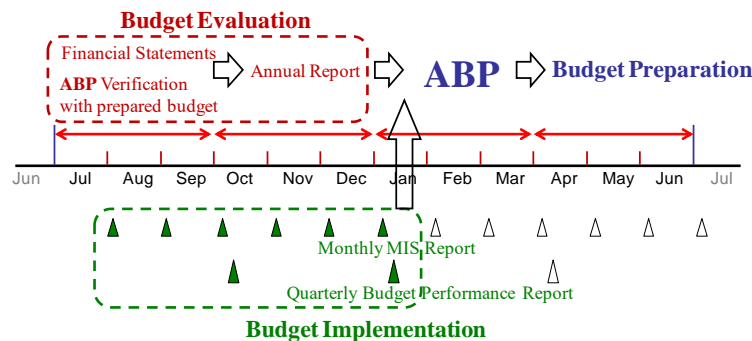 Budget Evaluation
Financial Statements
ABP Verification
with prepared budget
Annual Report
ABP
Budget Preparation
Jun Jul Aug Sep Oct Nov Dec Jan Feb Mar Apr May Jun Jul
Monthly MIS Report
Quarterly Budget Performance Report
Budget Implementation